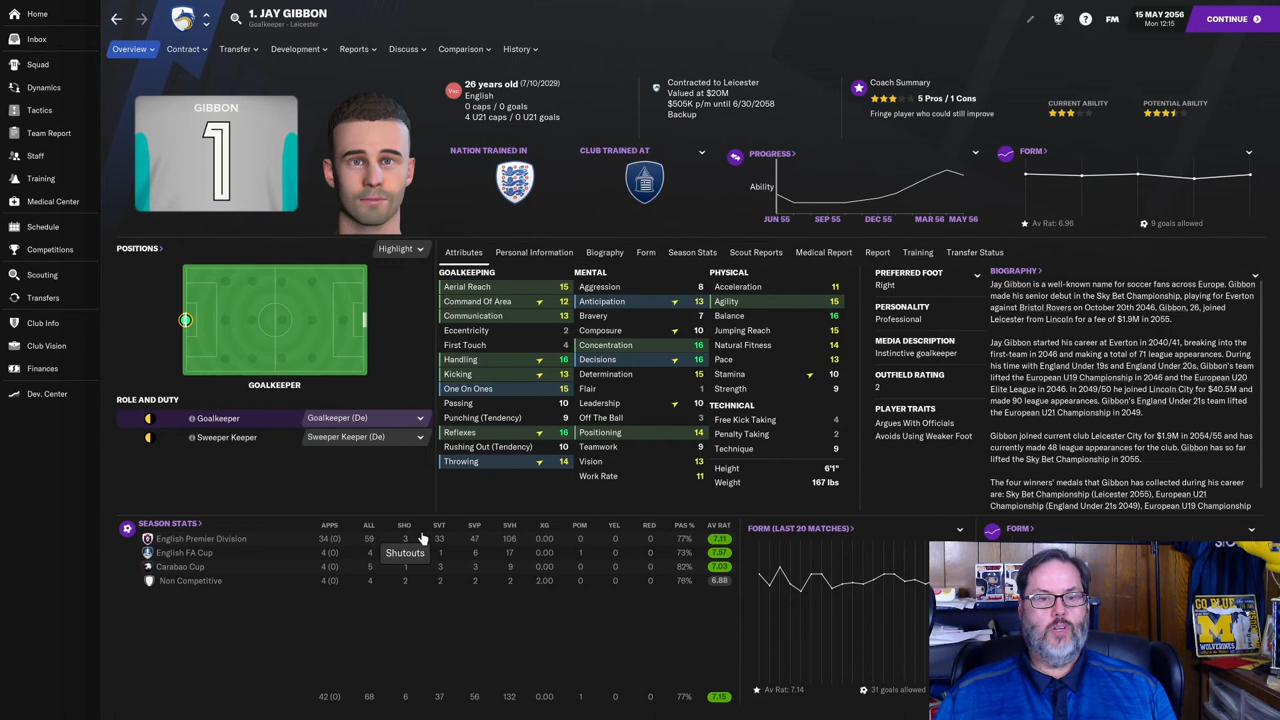 Home
1. JAY GIBBON
Goalkeeper - Leicester
FM
15 MAY 2056
Mon 12:15
CONTINUE
Inbox
Overview
Contract
Transfer
Development
Reports
Discuss
Comparison
History
Squad
Dynamics
Tactics
Team Report
Staff
Training
Medical Center
Schedule
Competitions
Scouting
Transfers
Club Info
Club Vision
Finances
Dev. Center
GIBBON
1
26 years old (7/10/2029)
English
0 caps / 0 goals
4 U21 caps / 0 U21 goals
Contracted to Leicester
Valued at $20M
$505K p/m until 6/30/2058
Backup
Coach Summary
5 Pros / 1 Cons
Fringe player who could still improve
CURRENT ABILITY
POTENTIAL ABILITY
NATION TRAINED IN
CLUB TRAINED AT
PROGRESS
Ability
JUN 55 SEP 55 DEC 55 MAR 56 MAY 56
FORM
Av Rat: 6.96
9 goals allowed
POSITIONS
Highlight
GOALKEEPER
ROLE AND DUTY
Goalkeeper Goalkeeper (De)
Sweeper Keeper Sweeper Keeper (De)
Attributes Personal Information Biography Form Season Stats Scout Reports Medical Report Report Training Transfer Status
GOALKEEPING
Aerial Reach 15
Command Of Area 12
Communication 13
Eccentricity 2
First Touch 4
Handling 16
Kicking 13
One On Ones 15
Passing 10
Punching (Tendency) 9
Reflexes 16
Rushing Out (Tendency) 10
Throwing 14
MENTAL
Aggression 8
Anticipation 13
Bravery 7
Composure 10
Concentration 16
Decisions 16
Determination 15
Flair 1
Leadership 10
Off The Ball 3
Positioning 14
Teamwork 9
Vision 13
Work Rate 11
PHYSICAL
Acceleration 11
Agility 15
Balance 16
Jumping Reach 15
Natural Fitness 14
Pace 13
Stamina 10
Strength 9
TECHNICAL
Free Kick Taking 4
Penalty Taking 2
Technique 9
Height 6'1"
Weight 167 lbs
PREFERRED FOOT
Right
PERSONALITY
Professional
MEDIA DESCRIPTION
Instinctive goalkeeper
OUTFIELD RATING
2
PLAYER TRAITS
Argues With Officials
Avoids Using Weaker Foot
BIOGRAPHY
Jay Gibbon is a well-known name for soccer fans across Europe. Gibbon
made his senior debut in the Sky Bet Championship, playing for Everton
against Bristol Rovers on October 20th 2046. Gibbon, 26, joined
Leicester from Lincoln for a fee of $1.9M in 2055.
Jay Gibbon started his career at Everton in 2040/41, breaking into the
first-team in 2046 and making a total of 71 league appearances. During
his time with England Under 19s and England Under 20s, Gibbon's
team lifted the European U19 Championship in 2046 and the European U20
Elite League in 2046. In 2049/50 he joined Lincoln City for $40.5M and
made 90 league appearances. Gibbon's England Under 21s team lifted
the European U21 Championship in 2049.
Gibbon joined current club Leicester City for $1.9M in 2054/55 and has
currently made 48 league appearances for the club. Gibbon has so far
lifted the Sky Bet Championship in 2055.
The four winners' medals that Gibbon has collected during his career
are: Sky Bet Championship (Leicester 2055), European U21
Championship (England Under 21s 2049), European U19 Championship
SEASON STATS
APPS ALL SHO SVT SVP SVH XG POM YEL RED PAS % AV RAT
English Premier Division 34 (0) 59 3 33 47 106 0.00 0 0 0 77% 7.11
English FA Cup 4 (0) 4 1 6 17 0.00 1 0 0 73% 7.57
Carabao Cup 4 (0) 5 1 3 3 9 0.00 0 0 0 82% 7.03
Non Competitive 4 (0) 4 2 2 2 2 2.00 0 0 0 76% 6.88
Shutouts
42 (0) 68 6 37 56 132 0.00 1 0 0 77% 7.15
FORM (LAST 20 MATCHES)
Av Rat: 7.14
31 goals allowed
FORM
GO BLUE
M